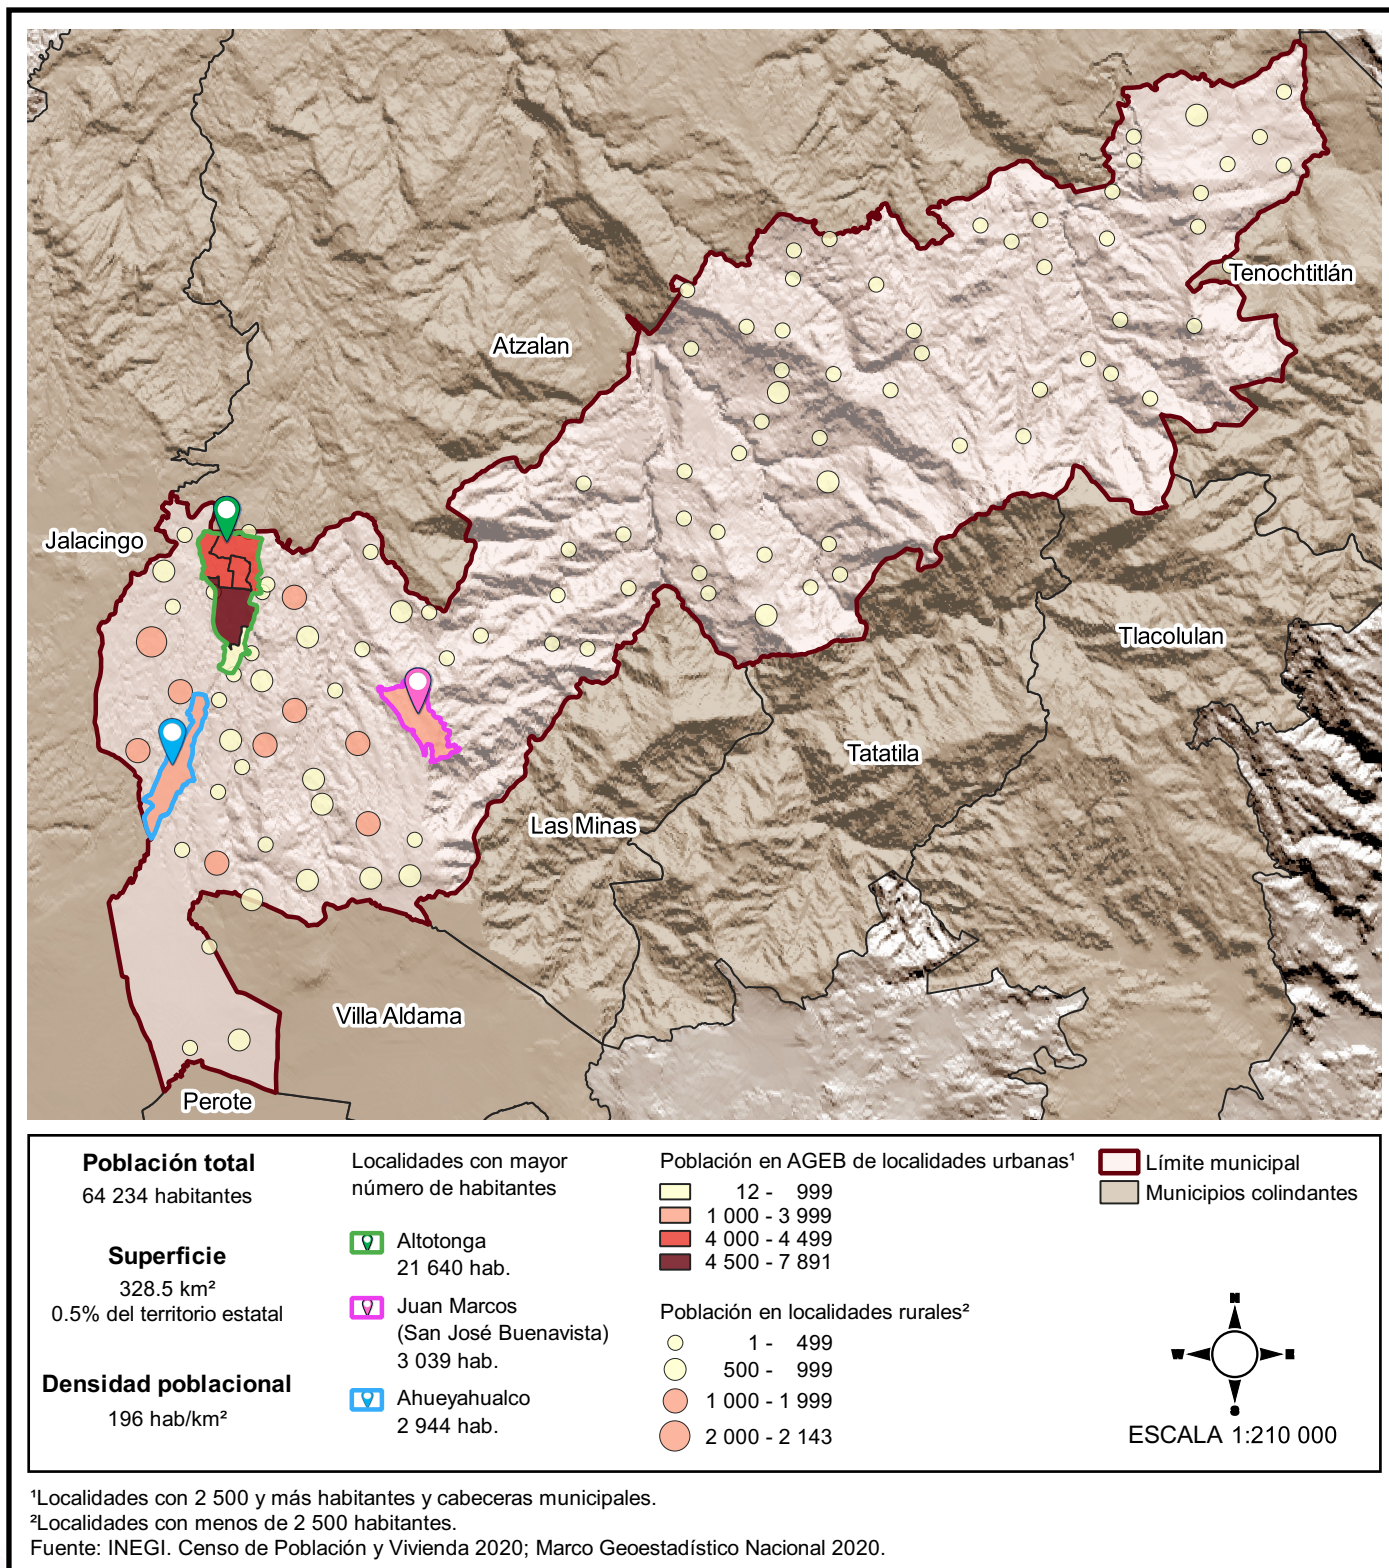 Tenochtitlán
Atzalan
Jalacingo
Tlacolulan
Tatatila
Las Minas
Villa Aldama
Perote
Población total
64 234 habitantes
Superficie
328.5 km²
0.5% del territorio estatal
Densidad poblacional
196 hab/km²
Localidades con mayor
número de habitantes
Altotonga
21 640 hab.
Juan Marcos
(San José Buenavista)
3 039 hab.
Ahueyahualco
2 944 hab.
Población en AGEB de localidades urbanas¹
12 - 999
1 000 - 3 999
4 000 - 4 499
4 500 - 7 891
Población en localidades rurales²
1 - 499
500 - 999
1 000 - 1 999
2 000 - 2 143
Límite municipal
Municipios colindantes
N
W E
S
ESCALA 1:210 000
¹Localidades con 2 500 y más habitantes y cabeceras municipales.
²Localidades con menos de 2 500 habitantes.
Fuente: INEGI. Censo de Población y Vivienda 2020; Marco Geoestadístico Nacional 2020.